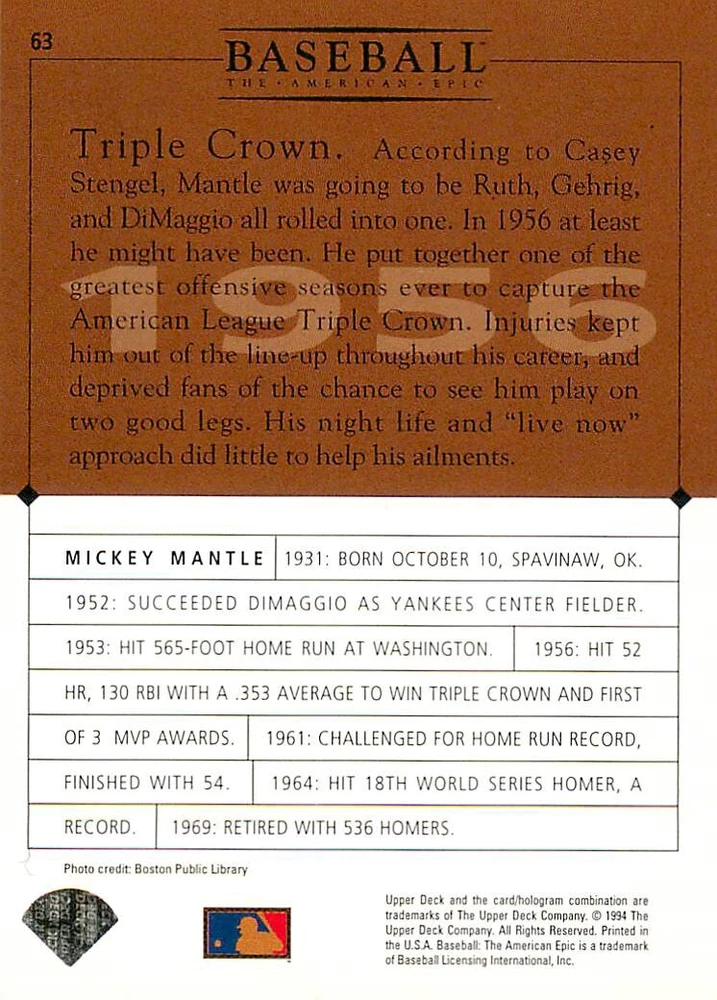 63
BASEBALL
THE · AMERICAN · EPIC
Triple Crown. According to Casey
Stengel, Mantle was going to be Ruth, Gehrig,
and DiMaggio all rolled into one. In 1956 at least
he might have been. He put together one of the
greatest offensive seasons ever to capture the
1956
American League Triple Crown. Injuries kept
him out of the line-up throughout his career, and
deprived fans of the chance to see him play on
two good legs. His night life and “live now”
approach did little to help his ailments.
MICKEY MANTLE 1931: BORN OCTOBER 10, SPAVINAW, OK.
1952: SUCCEEDED DIMAGGIO AS YANKEES CENTER FIELDER.
1953: HIT 565-FOOT HOME RUN AT WASHINGTON. 1956: HIT 52
HR, 130 RBI WITH A .353 AVERAGE TO WIN TRIPLE CROWN AND FIRST
OF 3 MVP AWARDS. 1961: CHALLENGED FOR HOME RUN RECORD,
FINISHED WITH 54. 1964: HIT 18TH WORLD SERIES HOMER, A
RECORD. 1969: RETIRED WITH 536 HOMERS.
Photo credit: Boston Public Library
Upper Deck and the card/hologram combination are
trademarks of The Upper Deck Company. © 1994 The
Upper Deck Company. All Rights Reserved. Printed in
the U.S.A. Baseball: The American Epic is a trademark
of Baseball Licensing International, Inc.